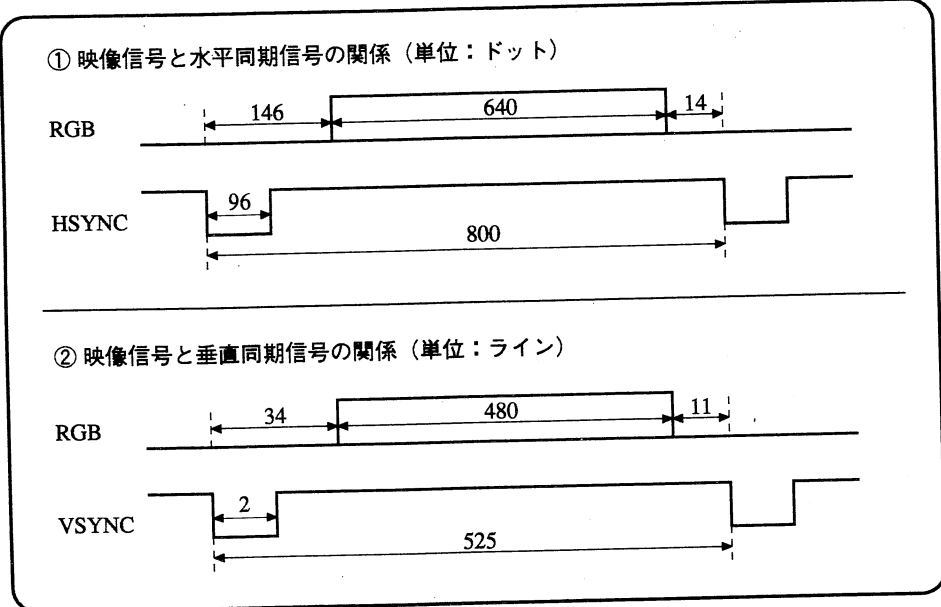 ① 映像信号と水平同期信号の関係（単位：ドット）
146
640
14
RGB
96
HSYNC
800
② 映像信号と垂直同期信号の関係（単位：ライン）
34
480
11
RGB
2
VSYNC
525